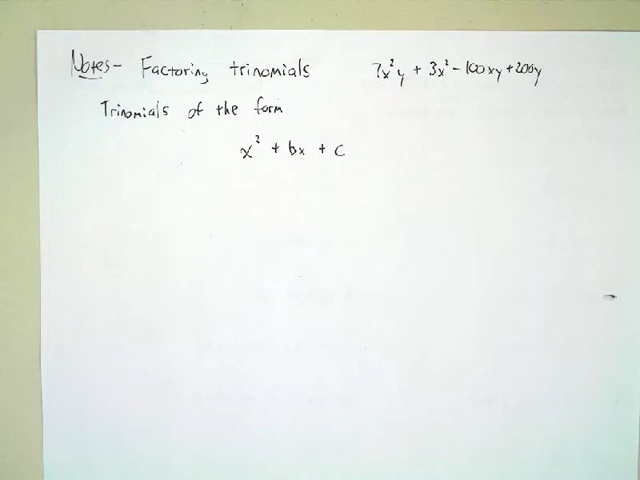 Notes- Factoring trinomials
7x²y + 3x² - 100xy + 200y
Trinomials of the form
x² + bx + c